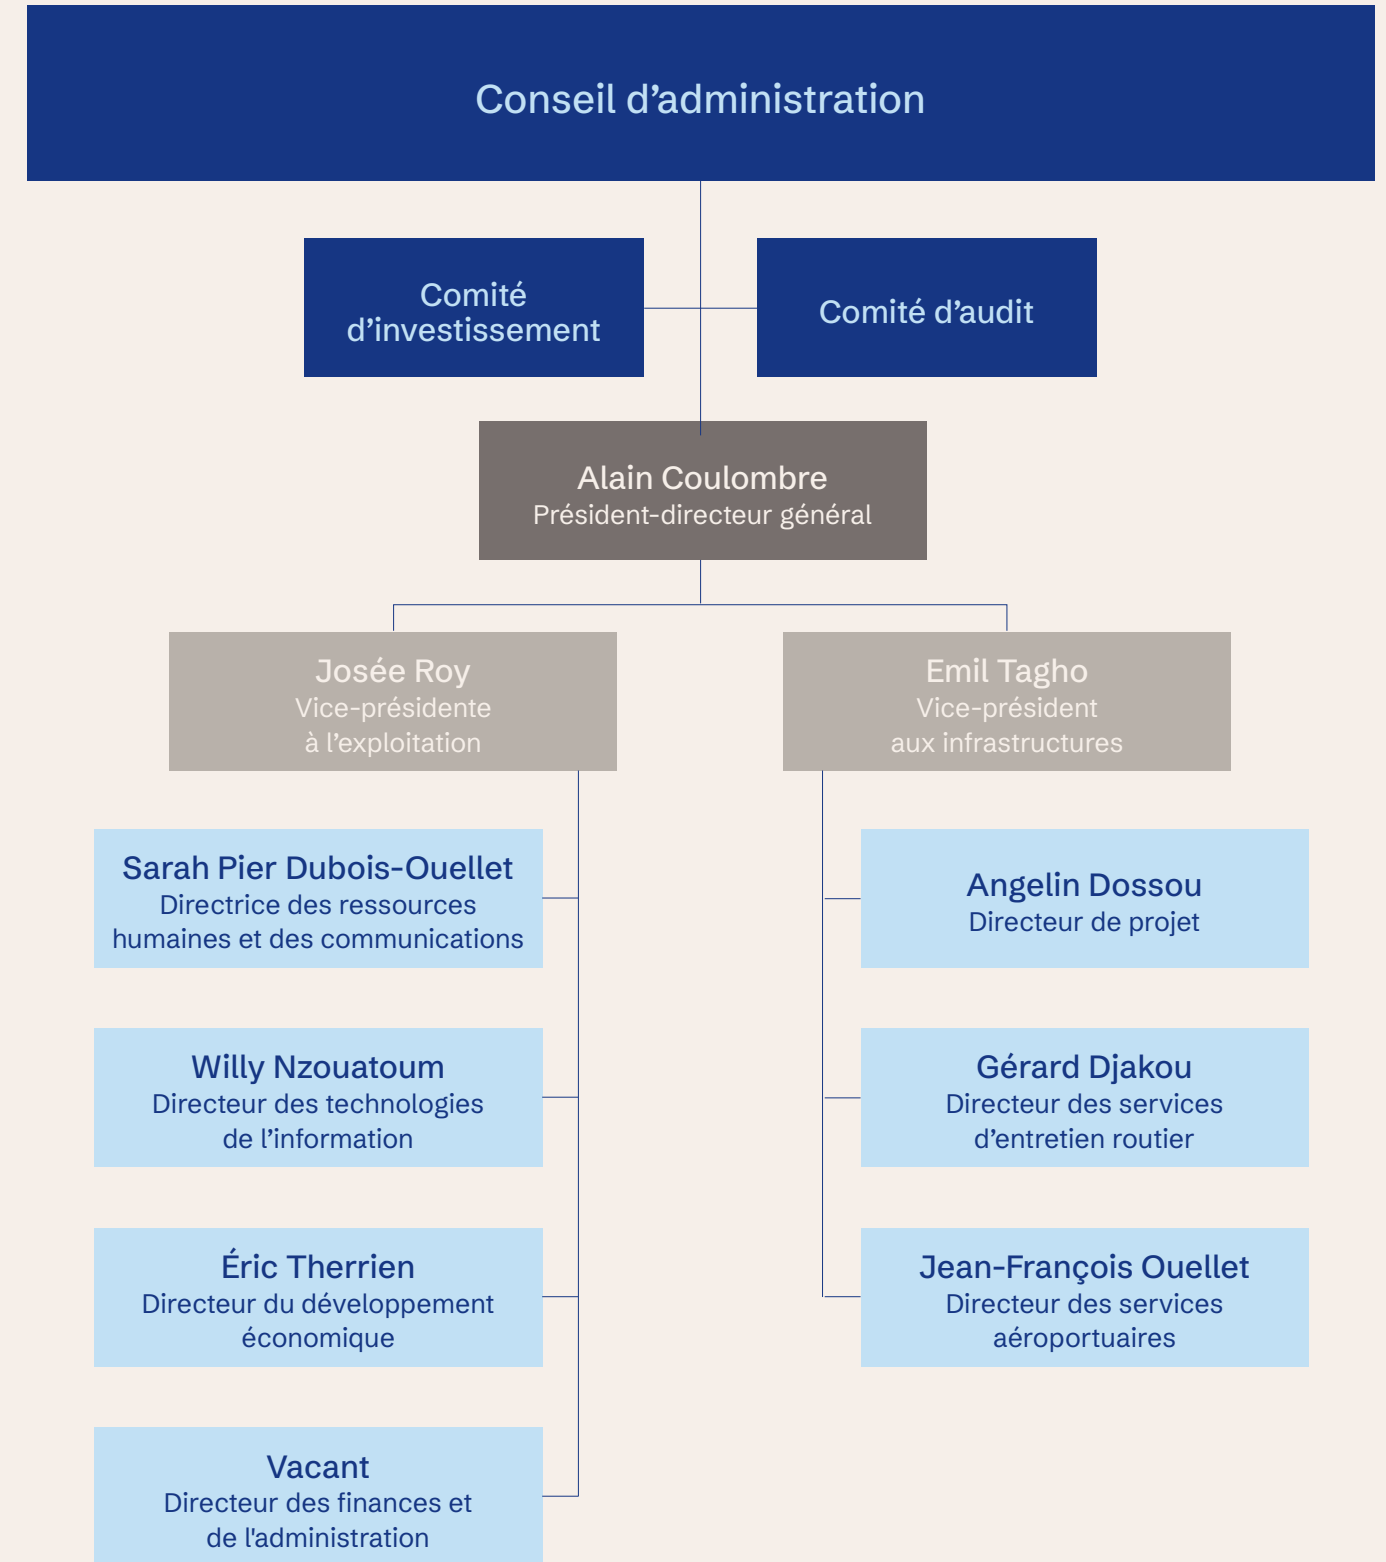 Conseil d’administration
Comité
d’investissement
Comité d’audit
Alain Coulombre
Président-directeur général
Josée Roy
Vice-présidente
à l’exploitation
Emil Tagho
Vice-président
aux infrastructures
Sarah Pier Dubois-Ouellet
Directrice des ressources
humaines et des communications
Angelin Dossou
Directeur de projet
Willy Nzouatoum
Directeur des technologies
de l’information
Gérard Djakou
Directeur des services
d’entretien routier
Éric Therrien
Directeur du développement
économique
Jean-François Ouellet
Directeur des services
aéroportuaires
Vacant
Directeur des finances et
de l'administration